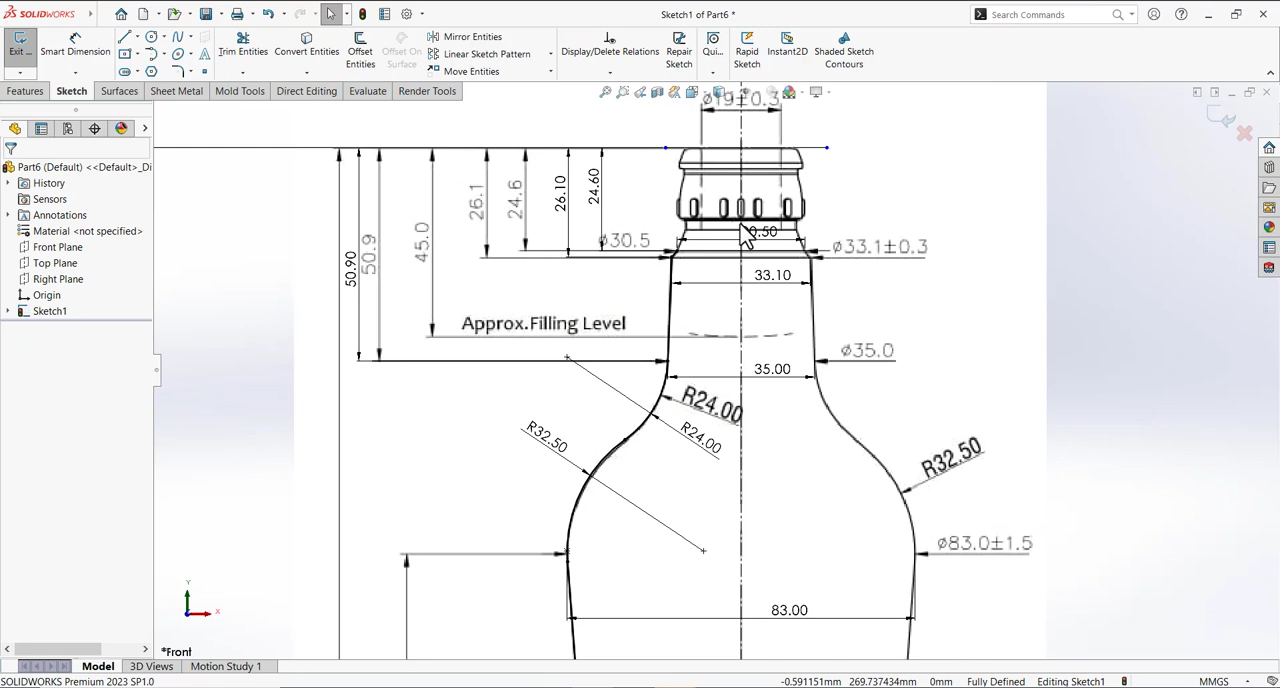 SOLIDWORKS
Sketch1 of Part6 *
Search Commands
Exit ...
Smart Dimension
Trim Entities
Convert Entities
Offset Entities
Offset On Surface
Mirror Entities
Linear Sketch Pattern
Move Entities
Display/Delete Relations
Repair Sketch
Qui...
Rapid Sketch
Instant2D
Shaded Sketch Contours
Features
Sketch
Surfaces
Sheet Metal
Mold Tools
Direct Editing
Evaluate
Render Tools
Part6 (Default) <<Default>_Di
History
Sensors
Annotations
Material <not specified>
Front Plane
Top Plane
Right Plane
Origin
Sketch1
ø19±0.3
50.90
50.9
45.0
26.1
24.6
26.10
24.60
ø30.5
0.50
ø33.1±0.3
33.10
Approx.Filling Level
ø35.0
35.00
R24.00
R24.00
R32.50
R32.50
ø83.0±1.5
83.00
Y
X
*Front
Model
3D Views
Motion Study 1
SOLIDWORKS Premium 2023 SP1.0
-0.591151mm
269.737434mm
0mm
Fully Defined
Editing Sketch1
MMGS